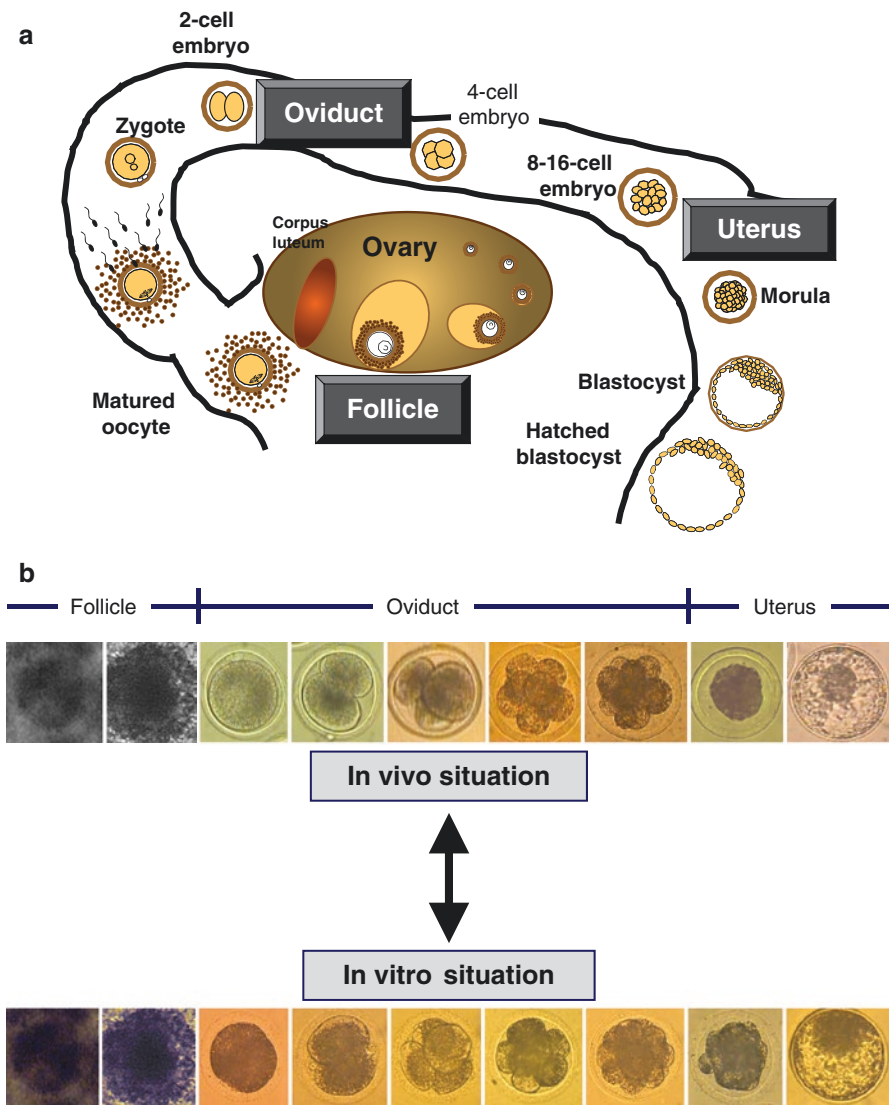 a
2-cell
embryo
Oviduct
4-cell
embryo
Zygote
8-16-cell
embryo
Uterus
Corpus
luteum
Ovary
Morula
Matured
oocyte
Follicle
Blastocyst
Hatched
blastocyst
b
Follicle
Oviduct
Uterus
In vivo situation
In vitro situation